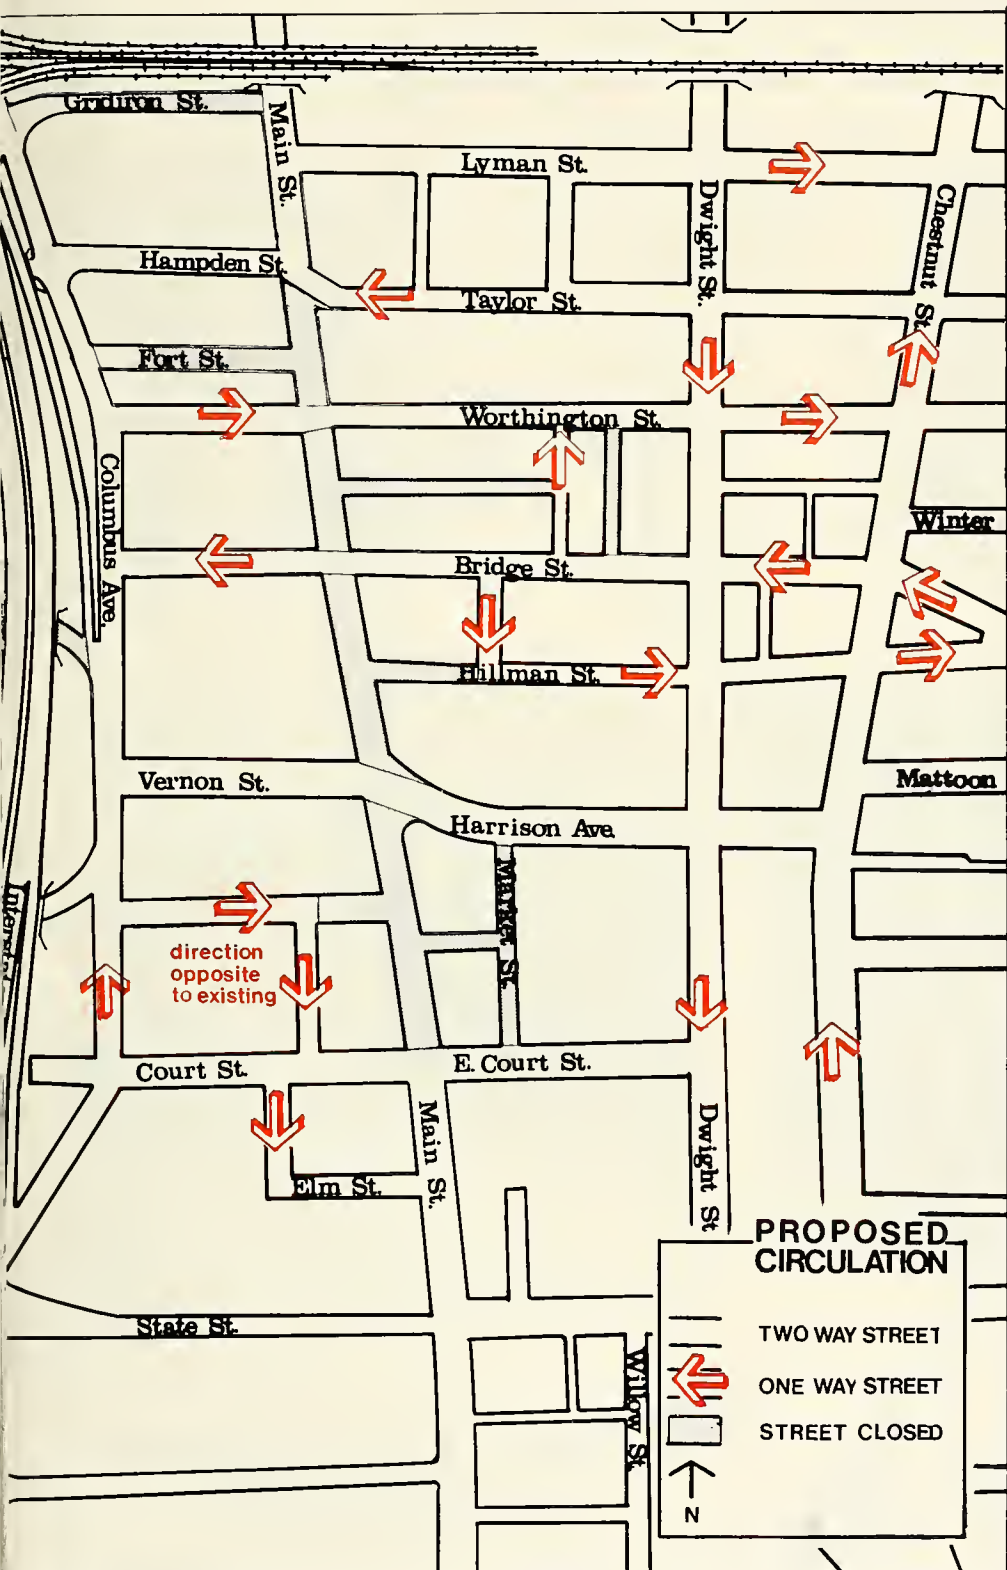 Gridiron St.
Main St.
Lyman St.
Dwight St.
Chestnut St.
Hampden St.
Taylor St.
Fort St.
Worthington St.
Columbus Ave.
Winter
Bridge St.
Hillman St.
Vernon St.
Mattoon
Harrison Ave.
Market St.
direction
opposite
to existing
Court St.
E. Court St.
Main St.
Dwight St
Elm St.
State St.
Willow St.
PROPOSED
CIRCULATION
TWO WAY STREET
ONE WAY STREET
STREET CLOSED
N